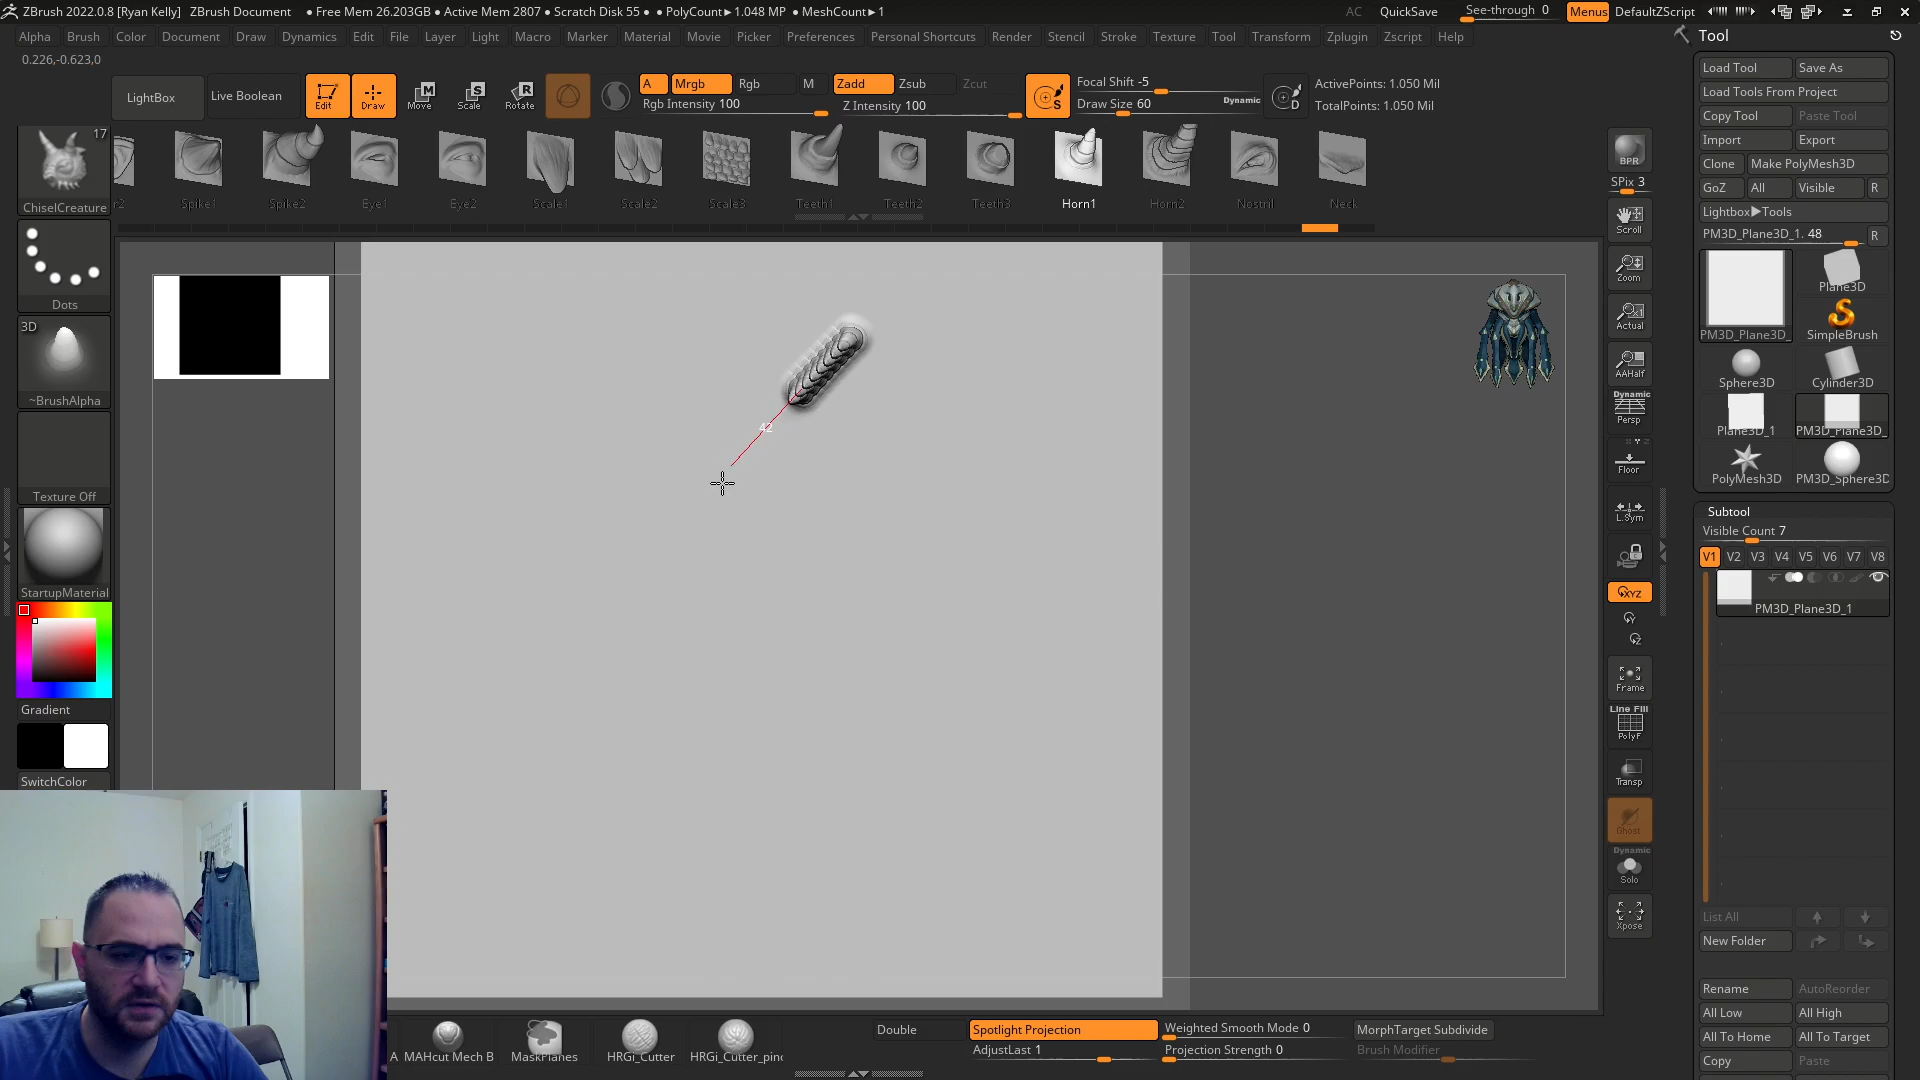 ZBrush 2022.0.8 [Ryan Kelly] ZBrush Document ● Free Mem 26.203GB ● Active Mem 2807 ● Scratch Disk 55 ● ● PolyCount►1.048 MP ● MeshCount►1 AC QuickSave See-through 0 Menus DefaultZScript
Alpha Brush Color Document Draw Dynamics Edit File Layer Light Macro Marker Material Movie Picker Preferences Personal Shortcuts Render Stencil Stroke Texture Tool Transform Zplugin Zscript Help
0.226,-0.623,0
LightBox Live Boolean Edit Draw Move Scale Rotate A Mrgb Rgb M Zadd Zsub Zcut
Rgb Intensity 100 Z Intensity 100
Focal Shift -5
Draw Size 60 Dynamic
S D
ActivePoints: 1.050 Mil
TotalPoints: 1.050 Mil
17
ChiselCreature
r2 Spike1 Spike2 Eye1 Eye2 Scale1 Scale2 Scale3 Teeth1 Teeth2 Teeth3 Horn1 Horn2 Nostril Neck
Dots
3D
~BrushAlpha
Texture Off
StartupMaterial
Gradient
SwitchColor
42
BPR
SPix 3
Scroll
Zoom
Actual
AAHalf
Dynamic
Persp
Floor
L.Sym
XYZ
Frame
Line Fill
PolyF
Transp
Ghost
Dynamic
Solo
Xpose
Tool
Load Tool Save As
Load Tools From Project
Copy Tool Paste Tool
Import Export
Clone Make PolyMesh3D
GoZ All Visible R
Lightbox►Tools
PM3D_Plane3D_1. 48 R
PM3D_Plane3D_ Plane3D
SimpleBrush
Sphere3D Cylinder3D
Plane3D_1 PM3D_Plane3D_
PolyMesh3D PM3D_Sphere3D
Subtool
Visible Count 7
V1 V2 V3 V4 V5 V6 V7 V8
PM3D_Plane3D_1
List All
New Folder
Rename AutoReorder
All Low All High
All To Home All To Target
Copy Paste
A MAHcut Mech B MaskPlanes HRGi_Cutter HRGi_Cutter_pinc
Double Spotlight Projection Weighted Smooth Mode 0 MorphTarget Subdivide
AdjustLast 1 Projection Strength 0 Brush Modifier